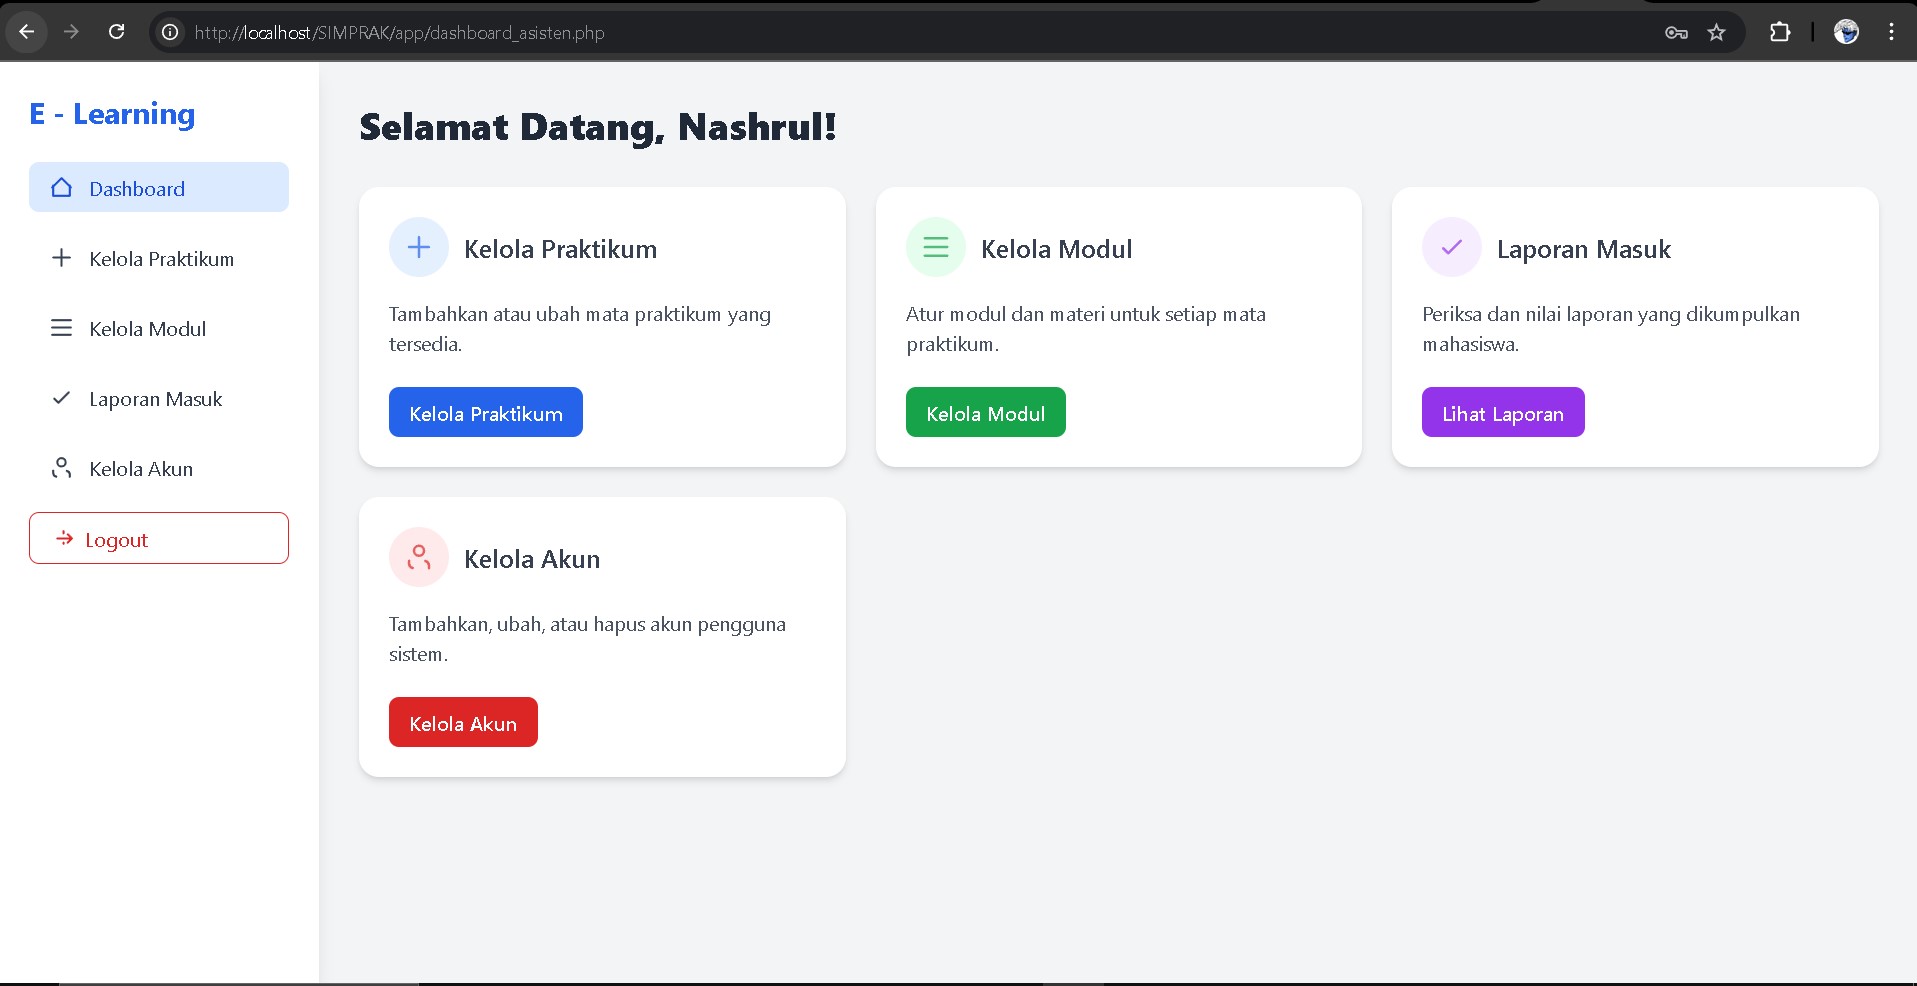 http://localhost/SIMPRAK/app/dashboard_asisten.php
E - Learning
Dashboard
Kelola Praktikum
Kelola Modul
Laporan Masuk
Kelola Akun
Logout
Selamat Datang, Nashrul!
Kelola Praktikum
Tambahkan atau ubah mata praktikum yang
tersedia.
Kelola Praktikum
Kelola Modul
Atur modul dan materi untuk setiap mata
praktikum.
Kelola Modul
Laporan Masuk
Periksa dan nilai laporan yang dikumpulkan
mahasiswa.
Lihat Laporan
Kelola Akun
Tambahkan, ubah, atau hapus akun pengguna
sistem.
Kelola Akun